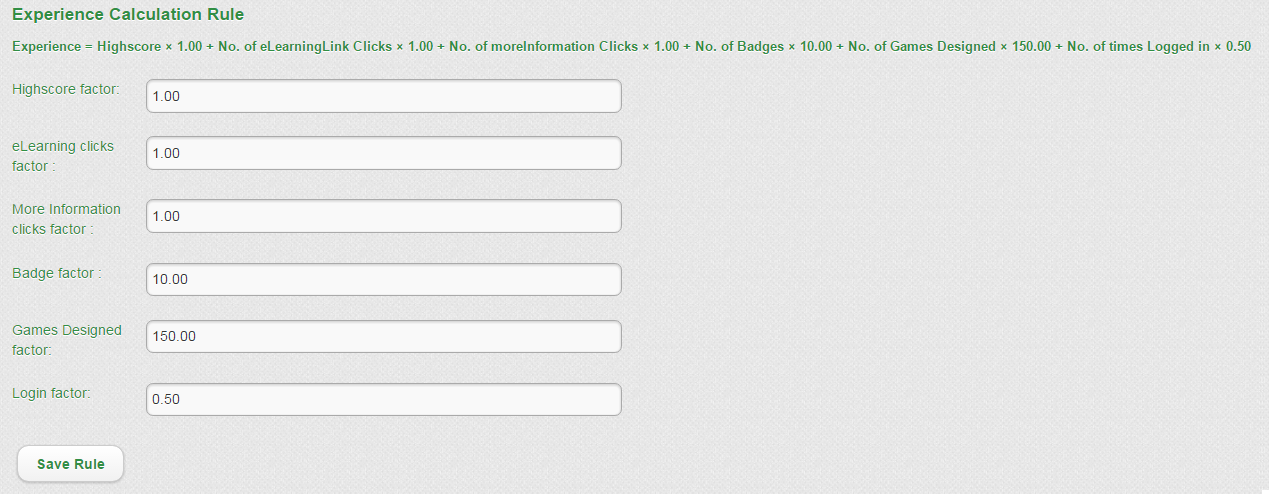 Experience Calculation Rule
Experience = Highscore × 1.00 + No. of eLearningLink Clicks × 1.00 + No. of moreInformation Clicks × 1.00 + No. of Badges × 10.00 + No. of Games Designed × 150.00 + No. of times Logged in × 0.50
Highscore factor:
1.00
eLearning clicks
factor :
1.00
More Information
clicks factor :
1.00
Badge factor :
10.00
Games Designed
factor:
150.00
Login factor:
0.50
Save Rule